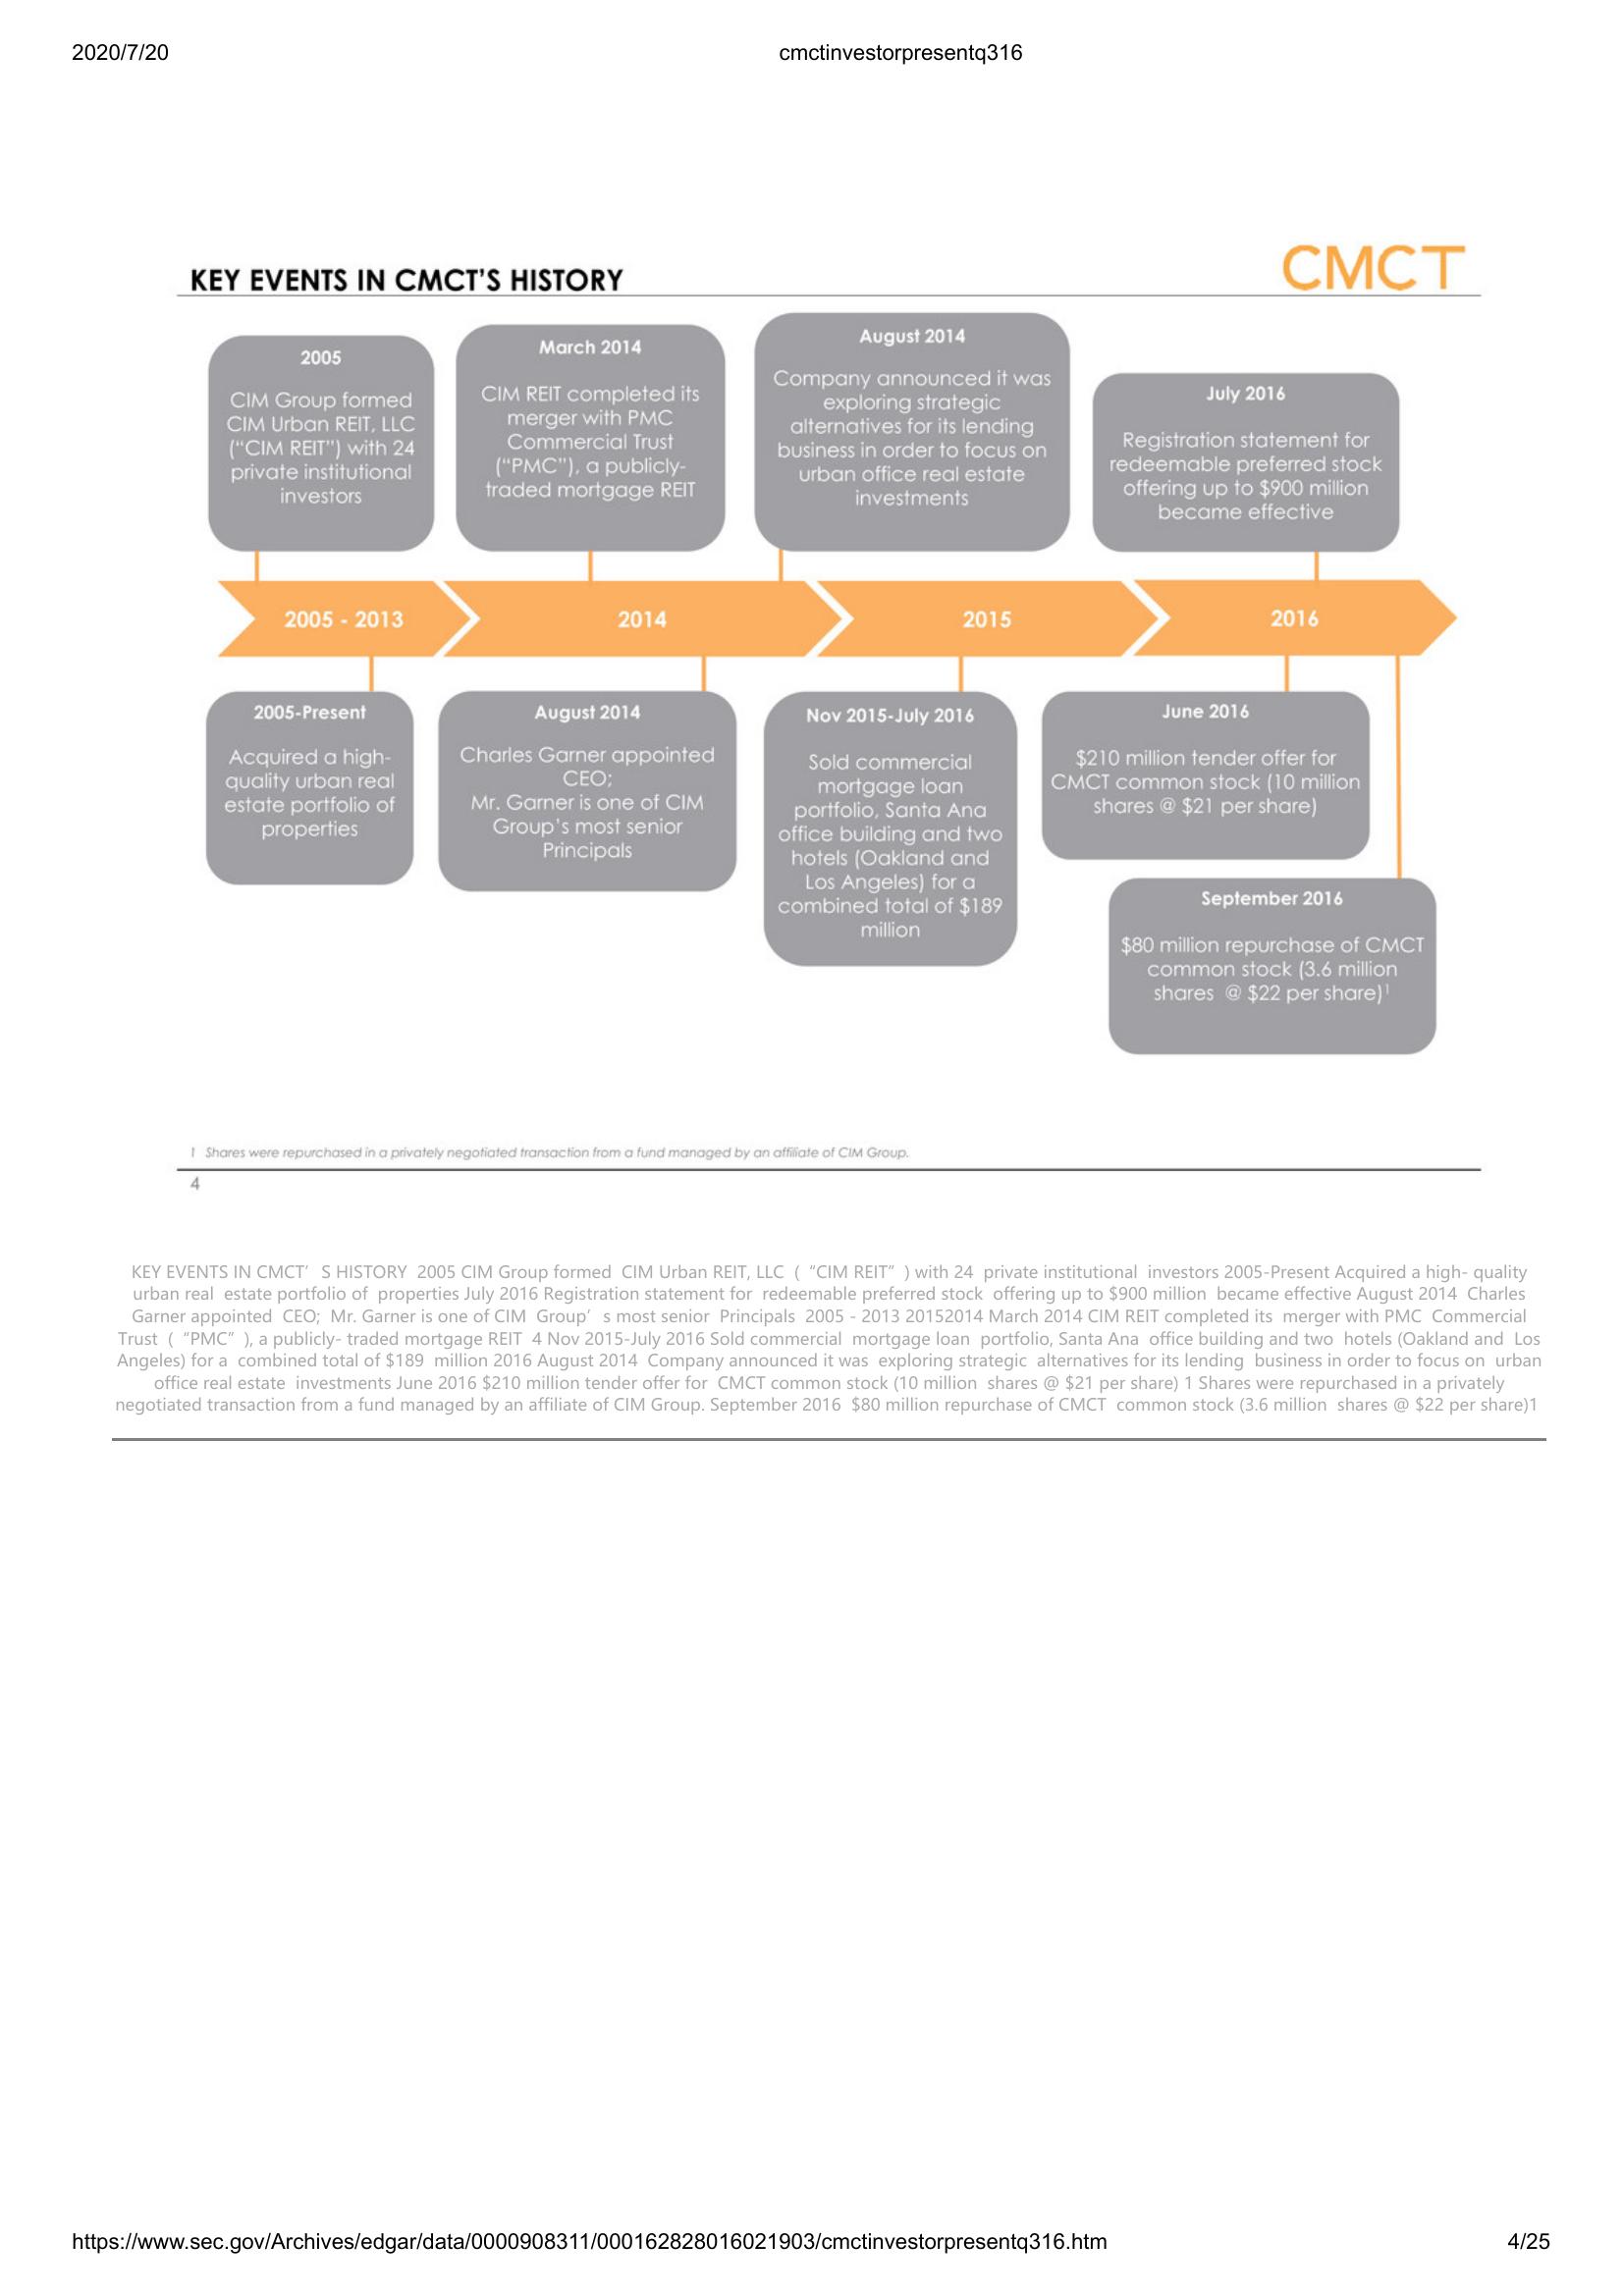 2020/7/20
cmctinvestorpresentq316
KEY EVENTS IN CMCT’S HISTORY
CMCT
2005
CIM Group formed
CIM Urban REIT, LLC
(“CIM REIT”) with 24
private institutional
investors
March 2014
CIM REIT completed its
merger with PMC
Commercial Trust
(“PMC”), a publicly-
traded mortgage REIT
August 2014
Company announced it was
exploring strategic
alternatives for its lending
business in order to focus on
urban office real estate
investments
July 2016
Registration statement for
redeemable preferred stock
offering up to $900 million
became effective
2005 - 2013
2014
2015
2016
2005-Present
Acquired a high-
quality urban real
estate portfolio of
properties
August 2014
Charles Garner appointed
CEO;
Mr. Garner is one of CIM
Group’s most senior
Principals
Nov 2015-July 2016
Sold commercial
mortgage loan
portfolio, Santa Ana
office building and two
hotels (Oakland and
Los Angeles) for a
combined total of $189
million
June 2016
$210 million tender offer for
CMCT common stock (10 million
shares @ $21 per share)
September 2016
$80 million repurchase of CMCT
common stock (3.6 million
shares @ $22 per share)1
1 Shares were repurchased in a privately negotiated transaction from a fund managed by an affiliate of CIM Group.
4
KEY EVENTS IN CMCT’ S HISTORY 2005 CIM Group formed CIM Urban REIT, LLC ( “CIM REIT” ) with 24 private institutional investors 2005-Present Acquired a high- quality
urban real estate portfolio of properties July 2016 Registration statement for redeemable preferred stock offering up to $900 million became effective August 2014 Charles
Garner appointed CEO; Mr. Garner is one of CIM Group’ s most senior Principals 2005 - 2013 20152014 March 2014 CIM REIT completed its merger with PMC Commercial
Trust ( “PMC” ), a publicly- traded mortgage REIT 4 Nov 2015-July 2016 Sold commercial mortgage loan portfolio, Santa Ana office building and two hotels (Oakland and Los
Angeles) for a combined total of $189 million 2016 August 2014 Company announced it was exploring strategic alternatives for its lending business in order to focus on urban
office real estate investments June 2016 $210 million tender offer for CMCT common stock (10 million shares @ $21 per share) 1 Shares were repurchased in a privately
negotiated transaction from a fund managed by an affiliate of CIM Group. September 2016 $80 million repurchase of CMCT common stock (3.6 million shares @ $22 per share)1
https://www.sec.gov/Archives/edgar/data/0000908311/000162828016021903/cmctinvestorpresentq316.htm
4/25